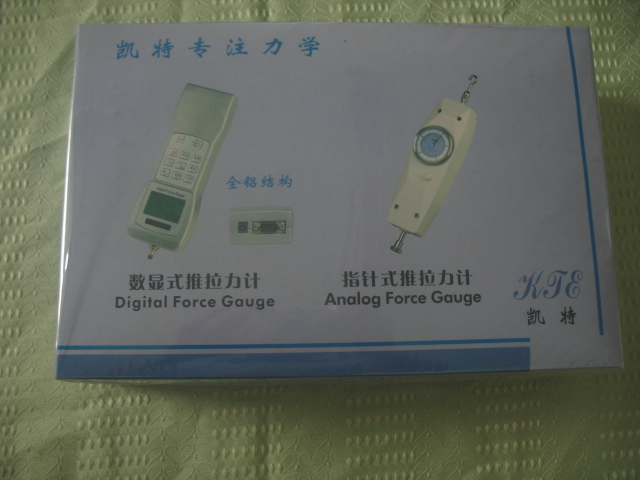 凯特专注力学
全铝结构
数显式推拉力计
Digital Force Gauge
指针式推拉力计
Analog Force Gauge
KTE
凯特